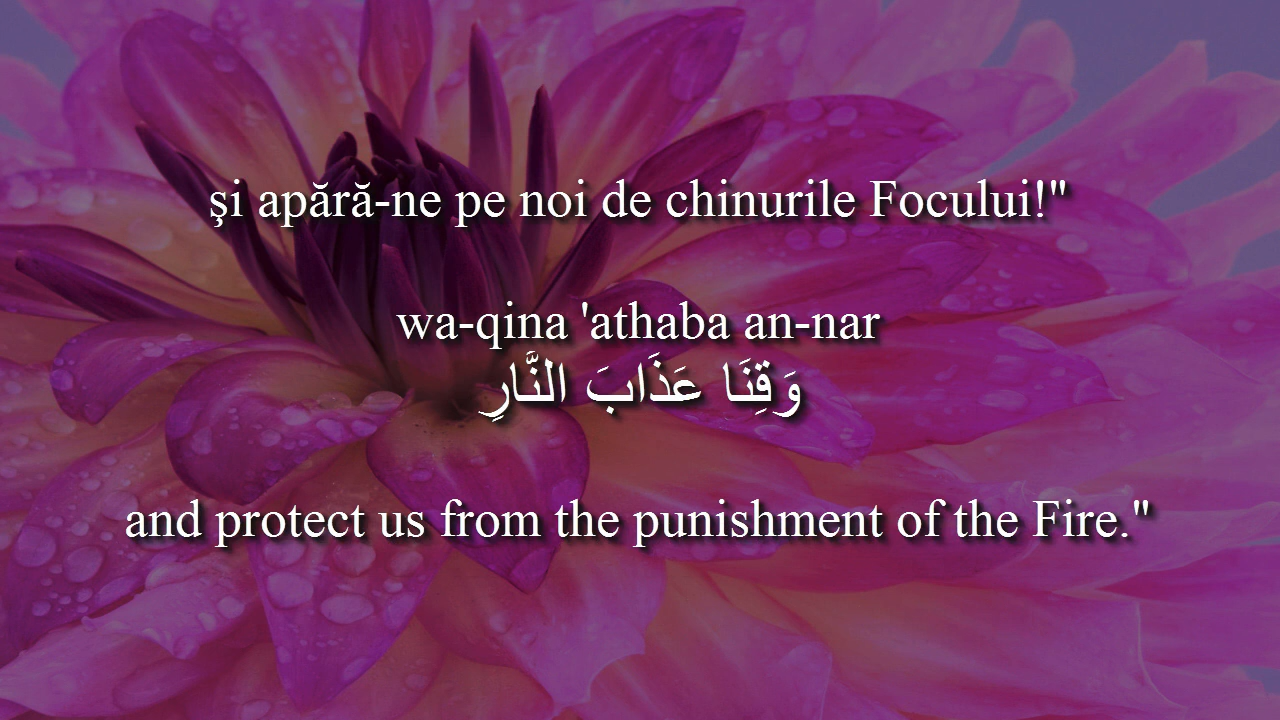 şi apără-ne pe noi de chinurile Focului!"
wa-qina 'athaba an-nar
وَقِنَا عَذَابَ النَّارِ
and protect us from the punishment of the Fire."